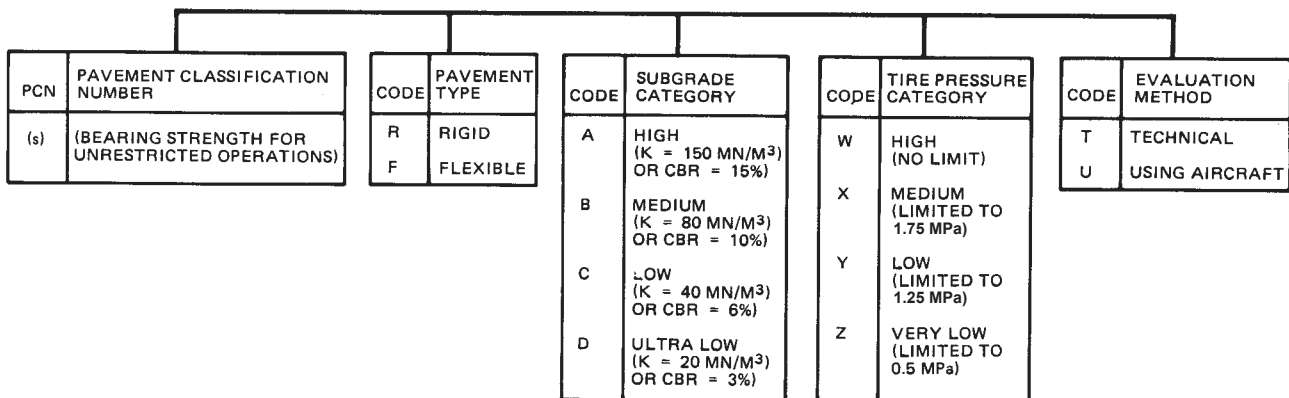 PCN
PAVEMENT CLASSIFICATION
NUMBER
(s)
(BEARING STRENGTH FOR
UNRESTRICTED OPERATIONS)
CODE
PAVEMENT
TYPE
R RIGID
F FLEXIBLE
CODE
SUBGRADE
CATEGORY
A HIGH
(K = 150 MN/M³)
OR CBR = 15%)
B MEDIUM
(K = 80 MN/M³)
OR CBR = 10%)
C LOW
(K = 40 MN/M³)
OR CBR = 6%)
D ULTRA LOW
(K = 20 MN/M³)
OR CBR = 3%)
CODE
TIRE PRESSURE
CATEGORY
W HIGH
(NO LIMIT)
X MEDIUM
(LIMITED TO
1.75 MPa)
Y LOW
(LIMITED TO
1.25 MPa)
Z VERY LOW
(LIMITED TO
0.5 MPa)
CODE
EVALUATION
METHOD
T TECHNICAL
U USING AIRCRAFT